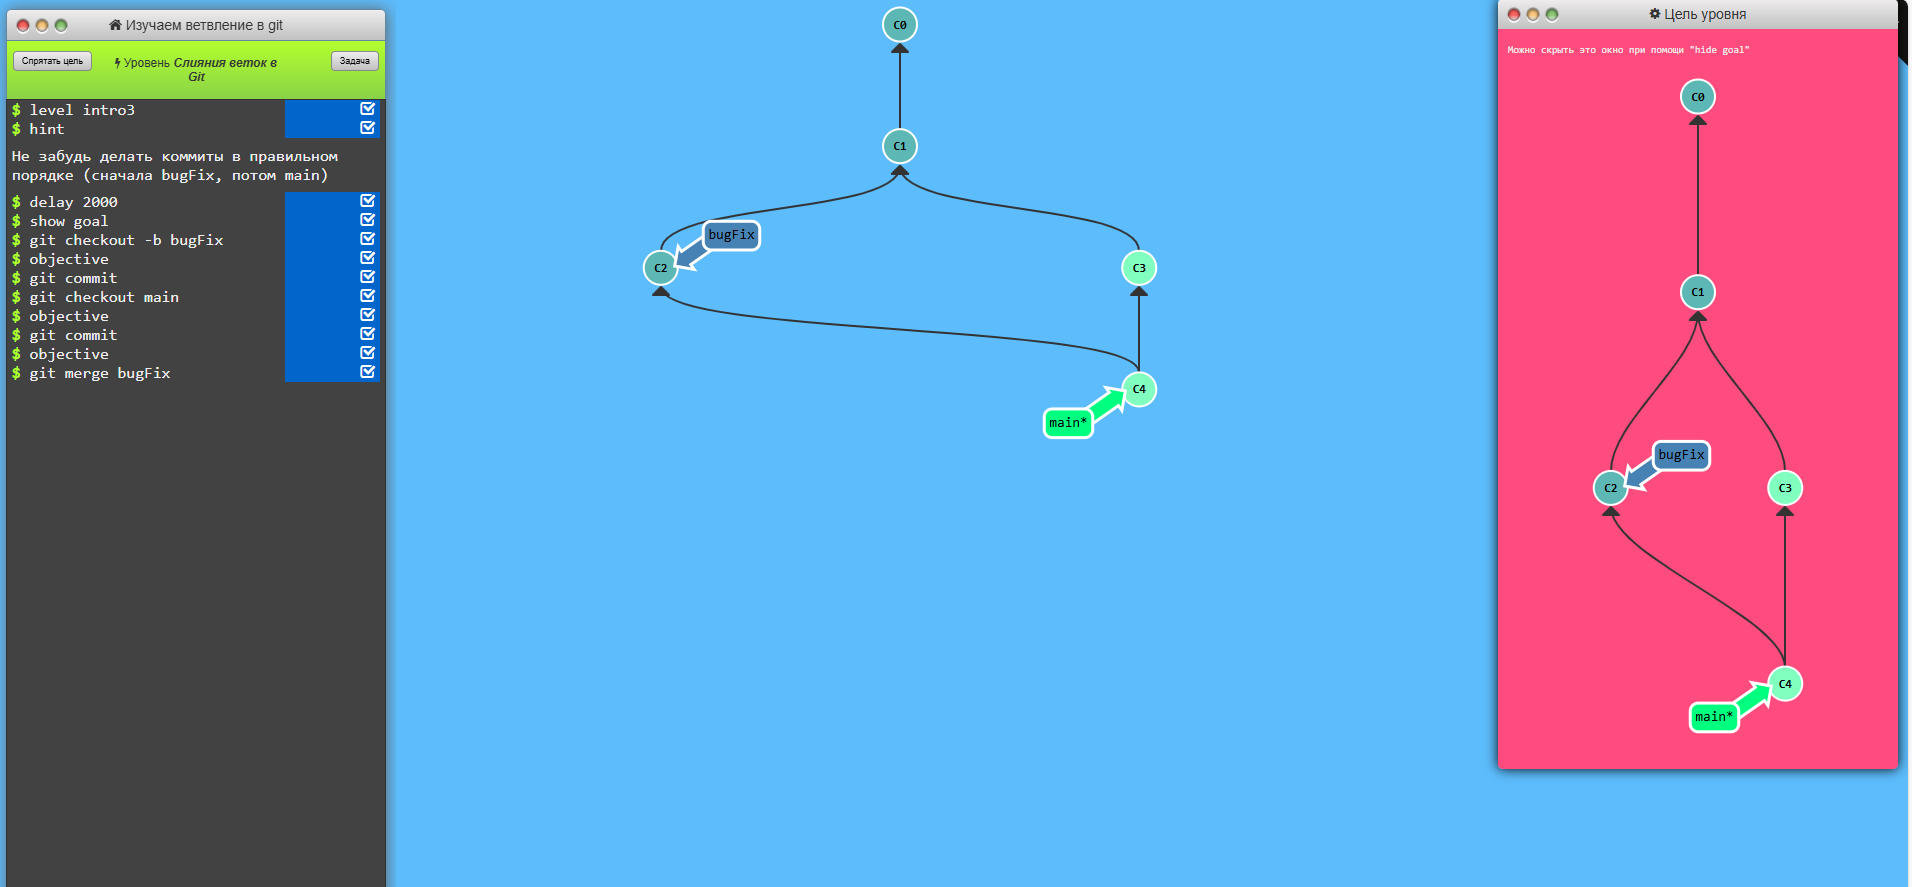 Изучаем ветвление в git
Спрятать цель
Уровень Слияния веток в
Git
Задача
$ level intro3
$ hint
Не забудь делать коммиты в правильном
порядке (сначала bugFix, потом main)
$ delay 2000
$ show goal
$ git checkout -b bugFix
$ objective
$ git commit
$ git checkout main
$ objective
$ git commit
$ objective
$ git merge bugFix
C0
C1
bugFix
C2
C3
C4
main*
Цель уровня
Можно скрыть это окно при помощи "hide goal"
C0
C1
bugFix
C2
C3
C4
main*